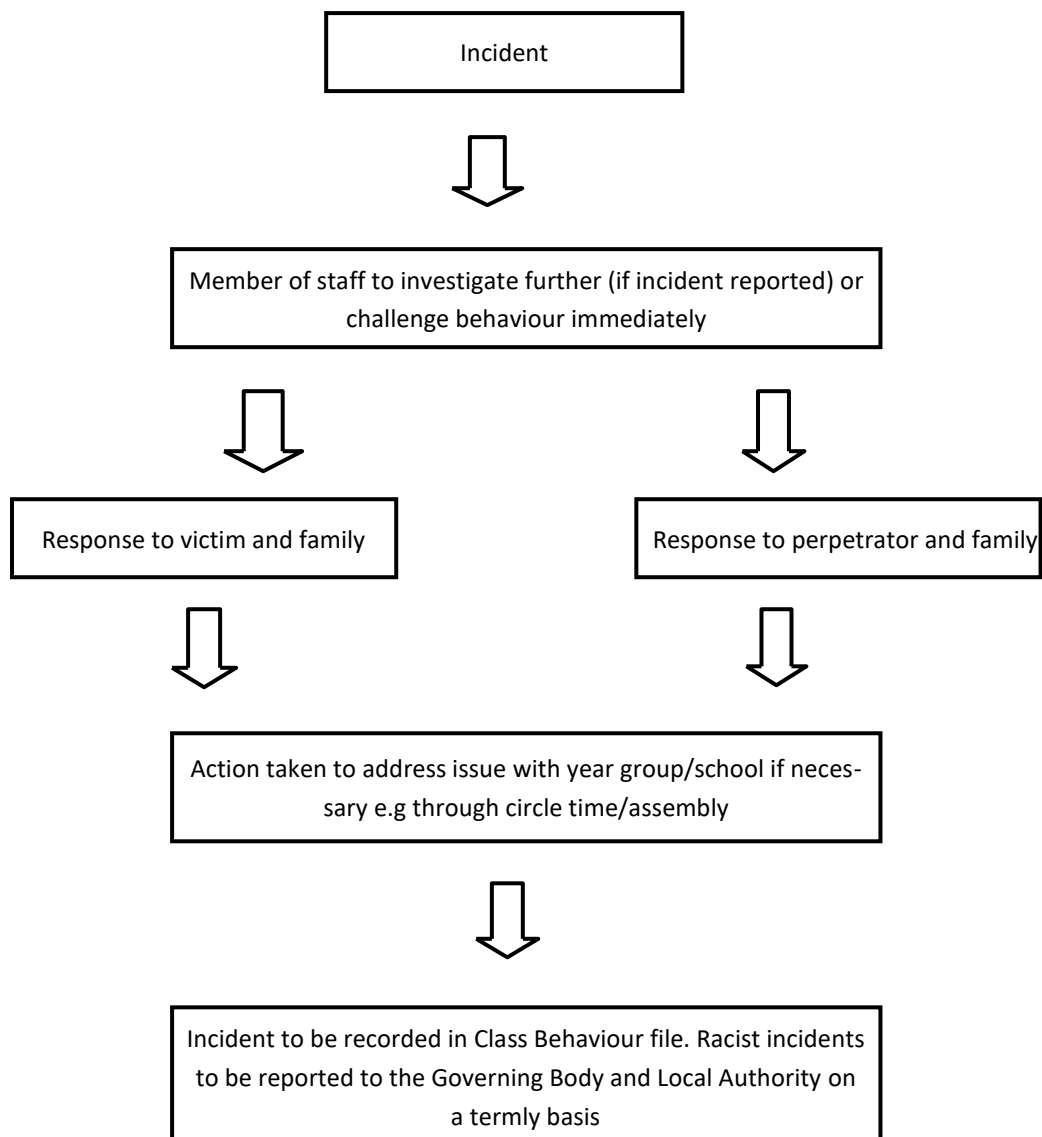 Incident
Member of staff to investigate further (if incident reported) or
challenge behaviour immediately
Response to victim and family
Response to perpetrator and family
Action taken to address issue with year group/school if neces-
sary e.g through circle time/assembly
Incident to be recorded in Class Behaviour file. Racist incidents
to be reported to the Governing Body and Local Authority on
a termly basis